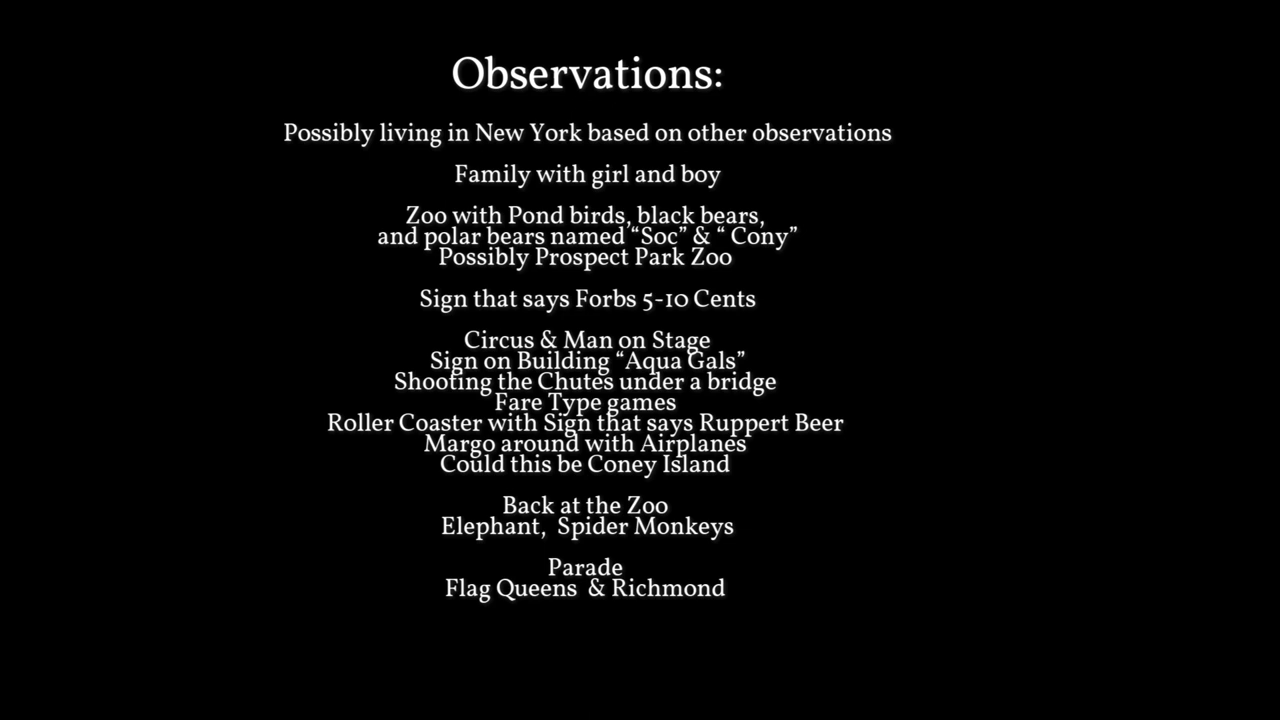 Observations:
Possibly living in New York based on other observations
Family with girl and boy
Zoo with Pond birds, black bears,
and polar bears named “Soc” & “ Cony”
Possibly Prospect Park Zoo
Sign that says Forbs 5-10 Cents
Circus & Man on Stage
Sign on Building “Aqua Gals”
Shooting the Chutes under a bridge
Fare Type games
Roller Coaster with Sign that says Ruppert Beer
Margo around with Airplanes
Could this be Coney Island
Back at the Zoo
Elephant,  Spider Monkeys
Parade
Flag Queens  & Richmond